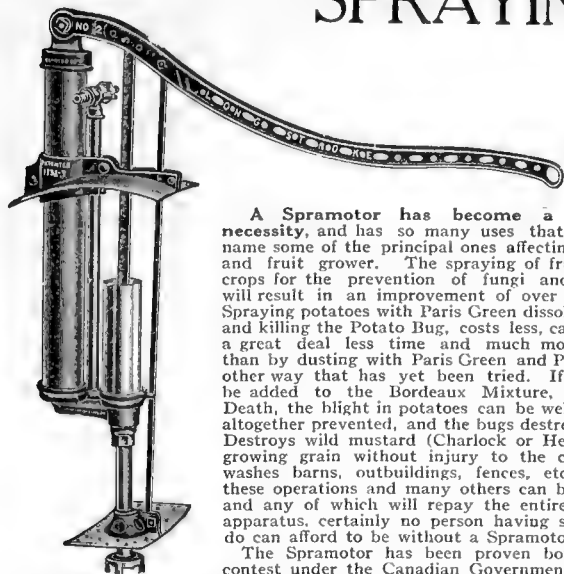 SPRAYIN
NO 2
LONG STROKE
PATENTED
A Spramotor has become a
necessity, and has so many uses that
name some of the principal ones affectin
and fruit grower. The spraying of fr
crops for the prevention of fungi and
will result in an improvement of over
Spraying potatoes with Paris Green dissol
and killing the Potato Bug, costs less, ca
a great deal less time and much mo
than by dusting with Paris Green and P
other way that has yet been tried. If
be added to the Bordeaux Mixture,
Death, the blight in potatoes can be we
altogether prevented, and the bugs destro
Destroys wild mustard (Charlock or He
growing grain without injury to the c
washes barns, outbuildings, fences, etc
these operations and many others can b
and any of which will repay the entire
apparatus, certainly no person having s
do can afford to be without a Spramoto
The Spramotor has been proven bo
contest under the Canadian Governmen